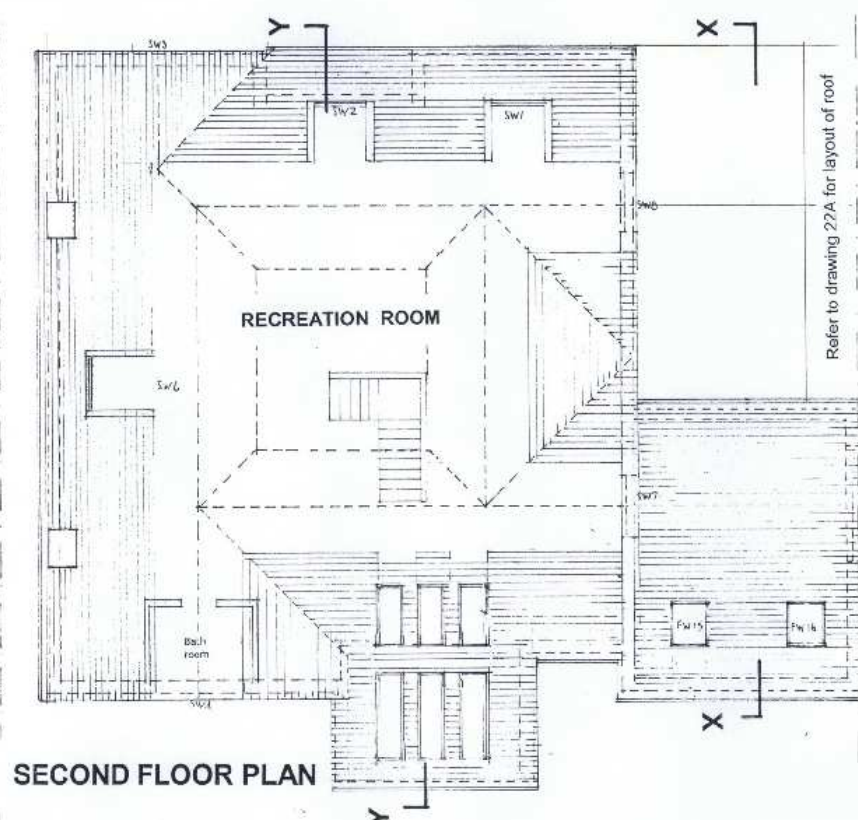 Y
X
SW3
SW2
SW1
SW8
Refer to drawing 22A for layout of roof
RECREATION ROOM
SW6
SW7
FW15
FW16
Bath
room
SW4
X
SECOND FLOOR PLAN
Y